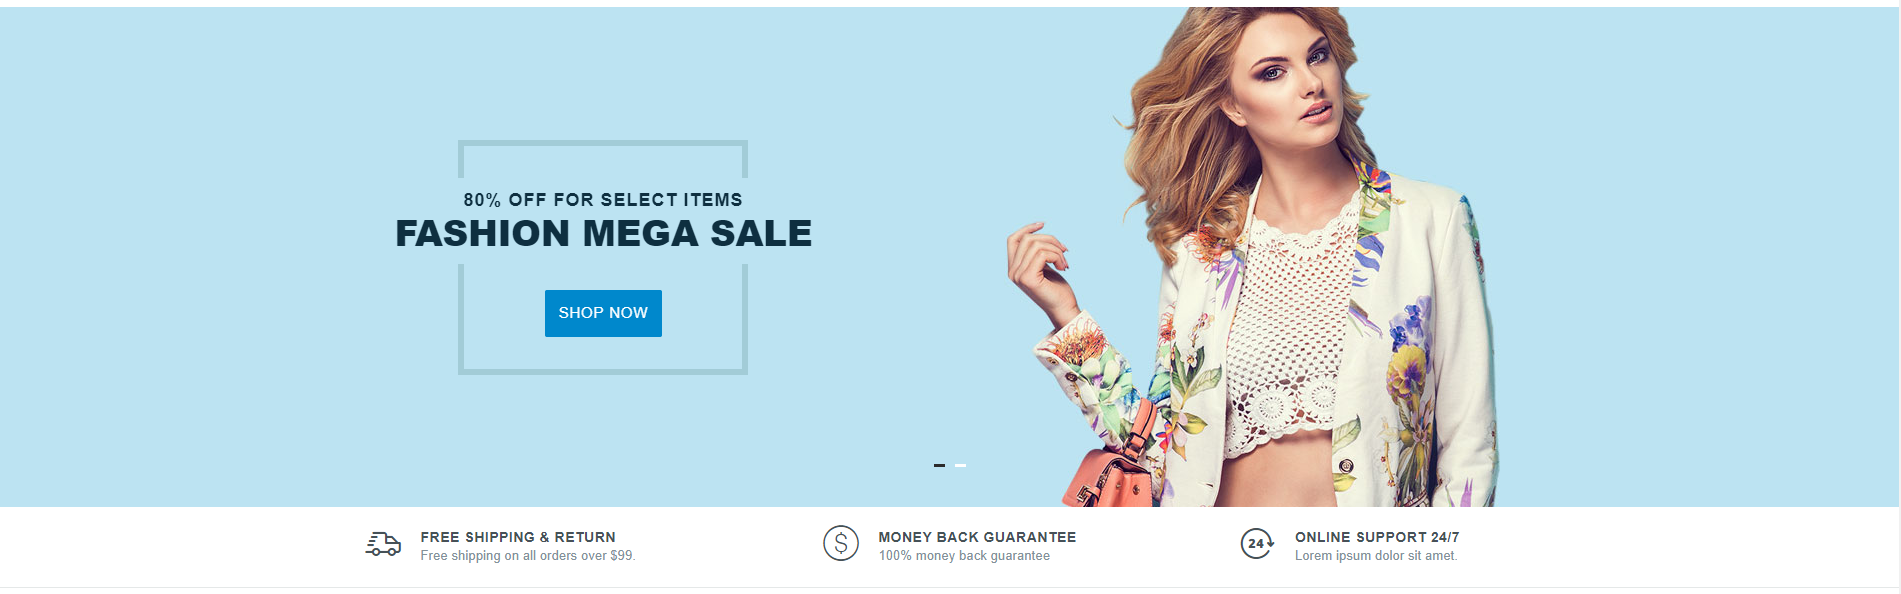 80% OFF FOR SELECT ITEMS
FASHION MEGA SALE
SHOP NOW
FREE SHIPPING & RETURN
Free shipping on all orders over $99.
MONEY BACK GUARANTEE
100% money back guarantee
24
ONLINE SUPPORT 24/7
Lorem ipsum dolor sit amet.